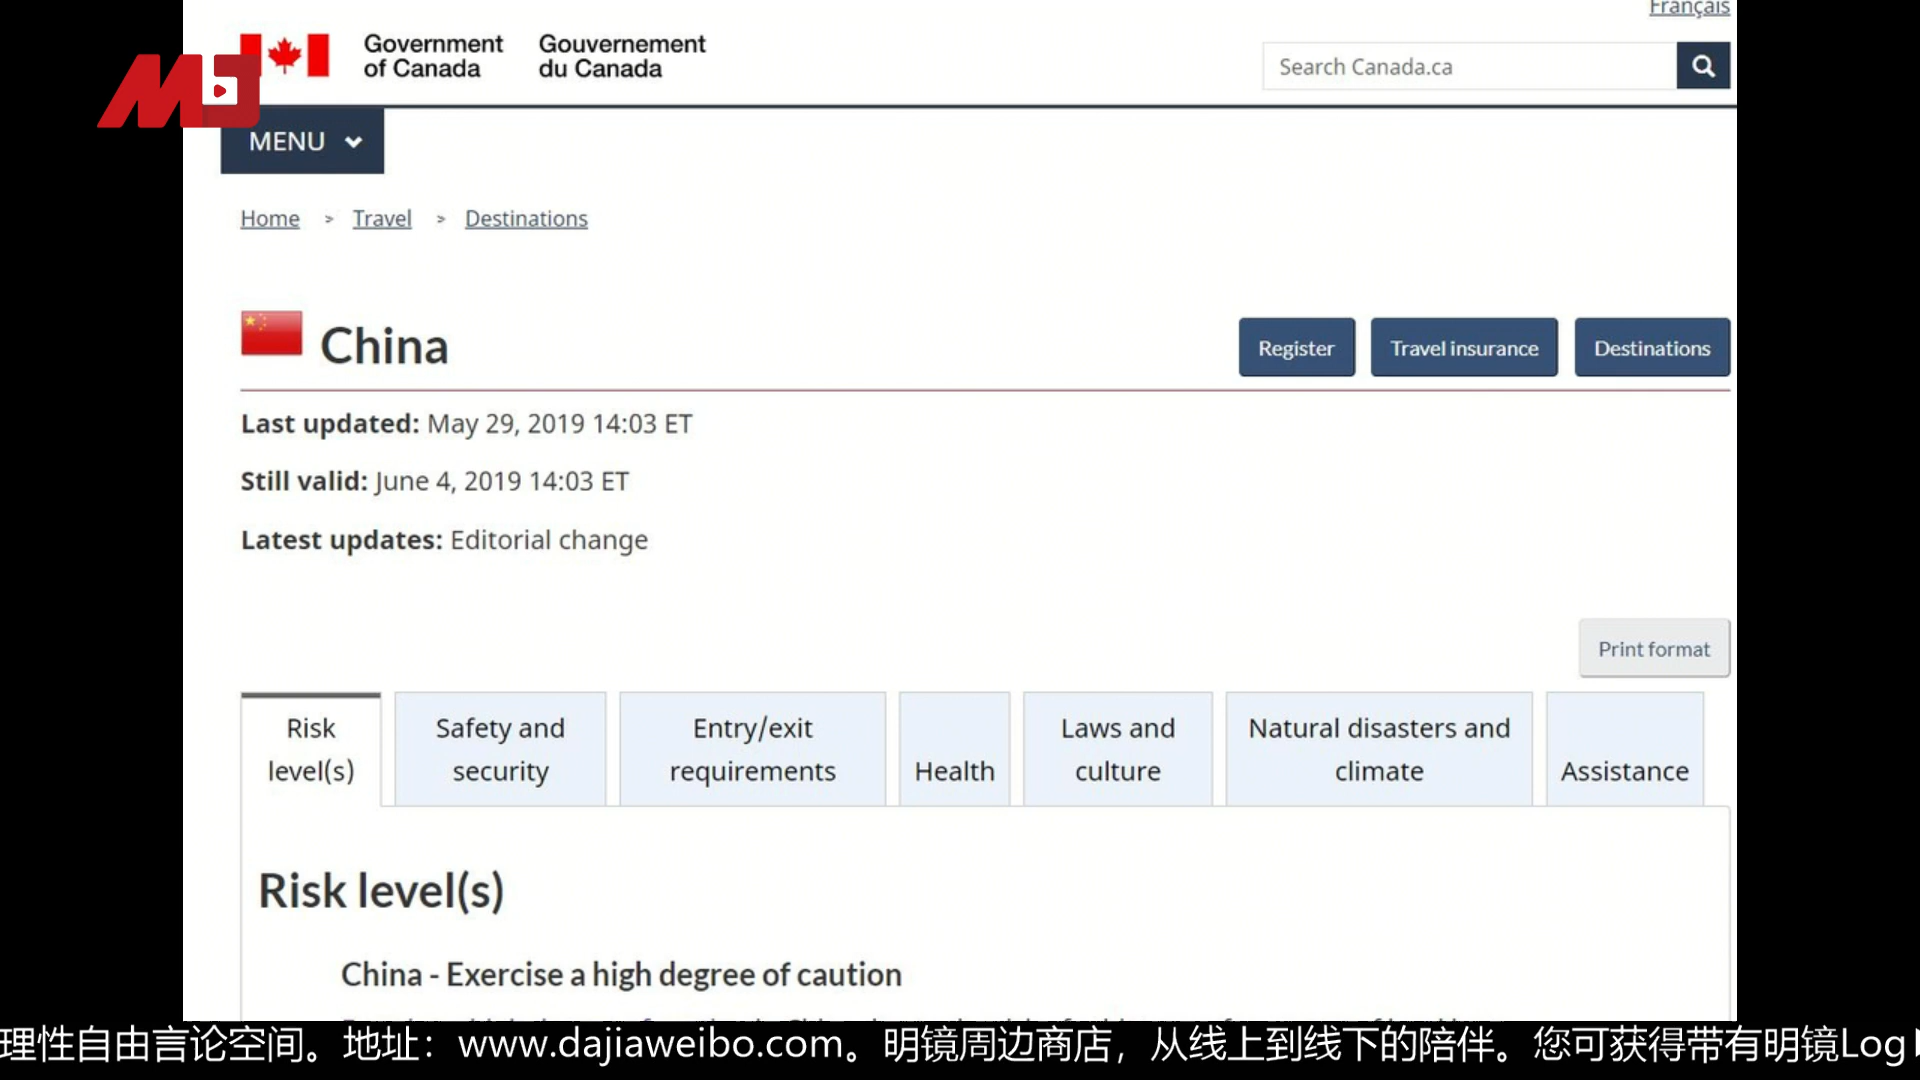 Français
Government
of Canada
Gouvernement
du Canada
Search Canada.ca
MENU
Home > Travel > Destinations
China
Register
Travel insurance
Destinations
Last updated: May 29, 2019 14:03 ET
Still valid: June 4, 2019 14:03 ET
Latest updates: Editorial change
Print format
Risk
level(s)
Safety and
security
Entry/exit
requirements
Health
Laws and
culture
Natural disasters and
climate
Assistance
Risk level(s)
China - Exercise a high degree of caution
理性自由言论空间。地址：www.dajiaweibo.com。明镜周边商店，从线上到线下的陪伴。您可获得带有明镜Log